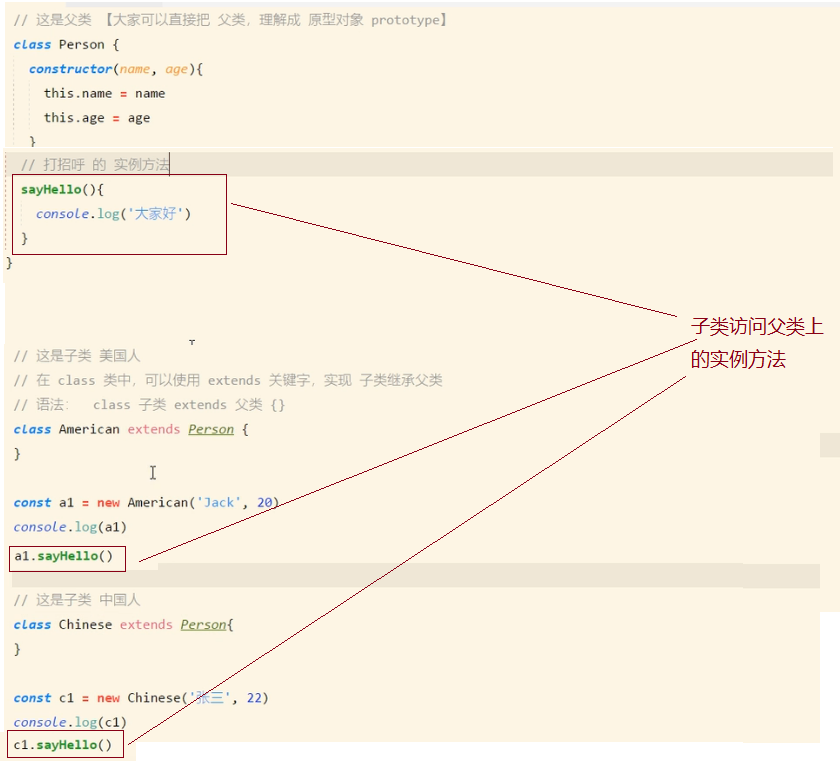 // 这是父类 【大家可以直接把 父类，理解成 原型对象 prototype】
class Person {
constructor(name, age){
this.name = name
this.age = age
}
// 打招呼 的 实例方法
sayHello(){
console.log('大家好')
}
}
子类访问父类上
的实例方法
// 这是子类 美国人
// 在 class 类中，可以使用 extends 关键字，实现 子类继承父类
// 语法： class 子类 extends 父类 {}
class American extends Person {
}
const a1 = new American('Jack', 20)
console.log(a1)
a1.sayHello()
// 这是子类 中国人
class Chinese extends Person{
}
const c1 = new Chinese('张三', 22)
console.log(c1)
c1.sayHello()